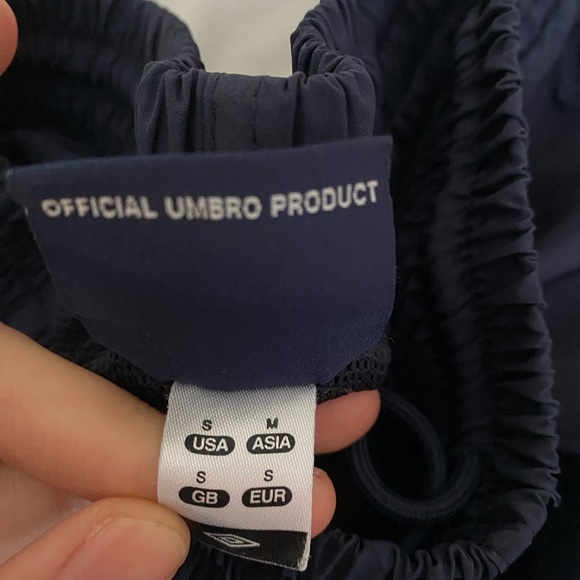 OFFICIAL UMBRO PRODUCT
S M
USA ASIA
S S
GB EUR